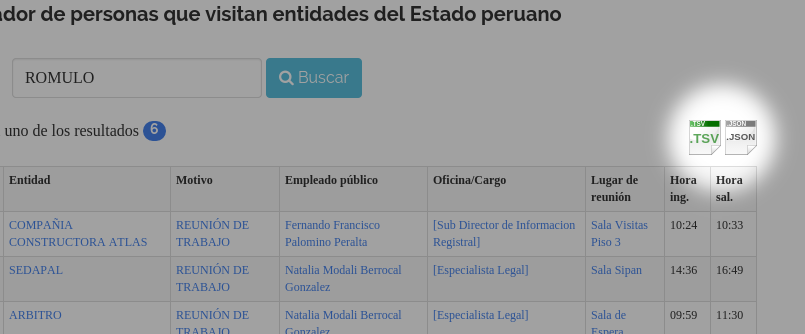 ador de personas que visitan entidades del Estado peruano
ROMULO
Buscar
uno de los resultados 6
.TSV .JSON
.TSV .JSON
Entidad Motivo Empleado público Oficina/Cargo Lugar de reunión Hora ing. Hora sal.
COMPAÑIA CONSTRUCTORA ATLAS REUNIÓN DE TRABAJO Fernando Francisco Palomino Peralta [Sub Director de Informacion Registral] Sala Visitas Piso 3 10:24 10:33
SEDAPAL REUNIÓN DE TRABAJO Natalia Modali Berrocal Gonzalez [Especialista Legal] Sala Sipan 14:36 16:49
ARBITRO REUNIÓN DE TRABAJO Natalia Modali Berrocal Gonzalez [Especialista Legal] Sala de Espera 09:59 11:30